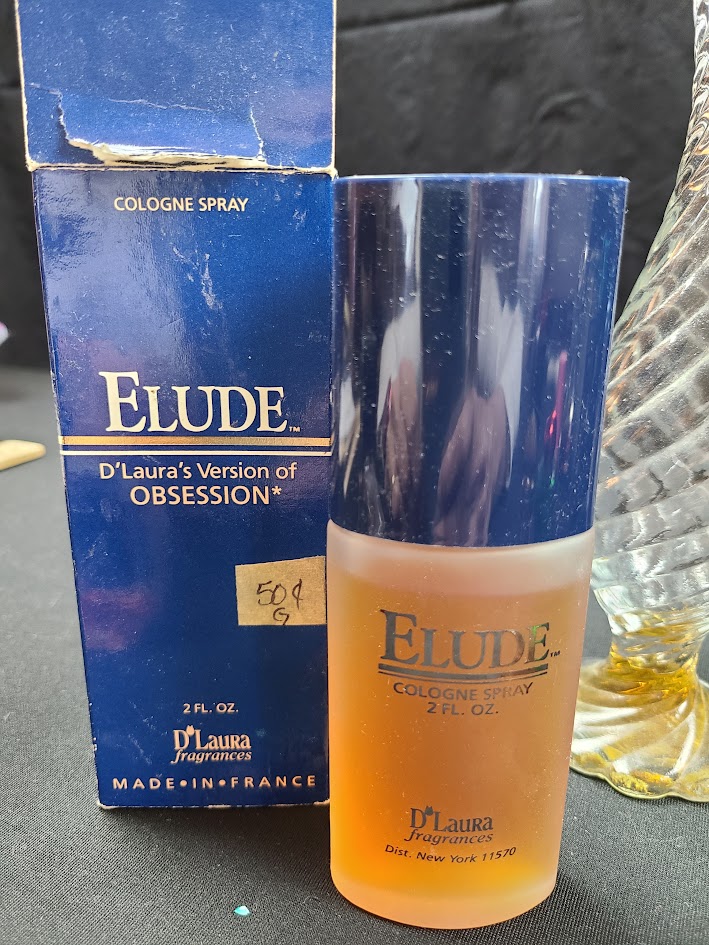 COLOGNE SPRAY
ELUDE™
D'LAURA'S Version of
OBSESSION*
50¢
G
2 FL. OZ.
D'LAURA
fragrances
MADE•IN•FRANCE
ELUDE™
COLOGNE SPRAY
2 FL. OZ.
D'LAURA
fragrances
Dist. New York 11570